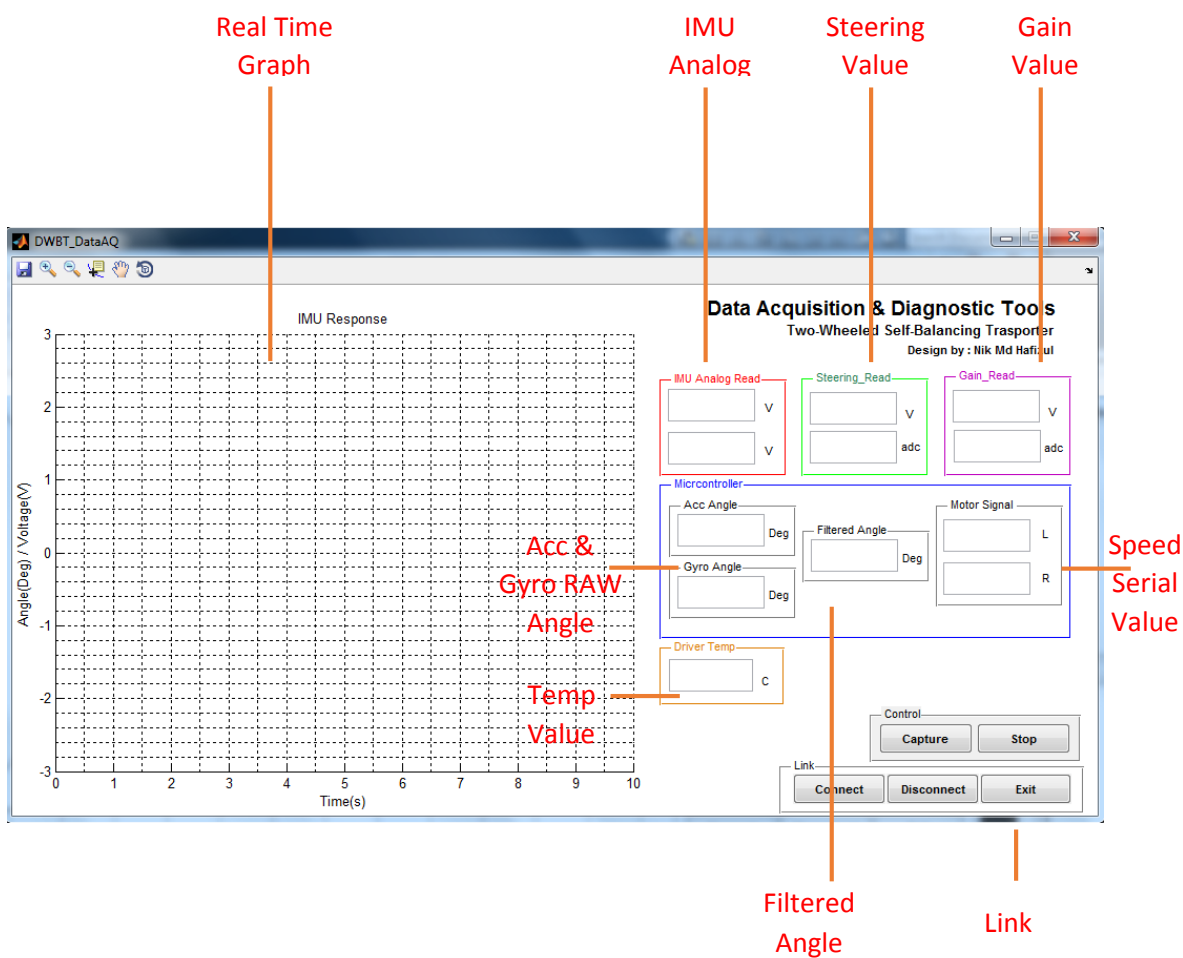 Real Time
Graph
IMU
Analog
Steering
Value
Gain
Value
DWBT_DataAQ
Data Acquisition & Diagnostic Tools
Two-Wheeled Self-Balancing Trasporter
Design by : Nik Md Hafizul
IMU Response
3
2
1
0
-1
-2
-3
Angle(Deg) / Voltage(V)
0 1 2 3 4 5 6 7 8 9 10
Time(s)
IMU Analog Read
V
V
Steering_Read
V
adc
Gain_Read
V
adc
Micrcontroller
Acc Angle
Deg
Gyro Angle
Deg
Filtered Angle
Deg
Motor Signal
L
R
Acc &
Gyro RAW
Angle
Speed
Serial
Value
Driver Temp
C
Temp
Value
Control
Capture Stop
Link
Connect Disconnect Exit
Filtered
Angle
Link